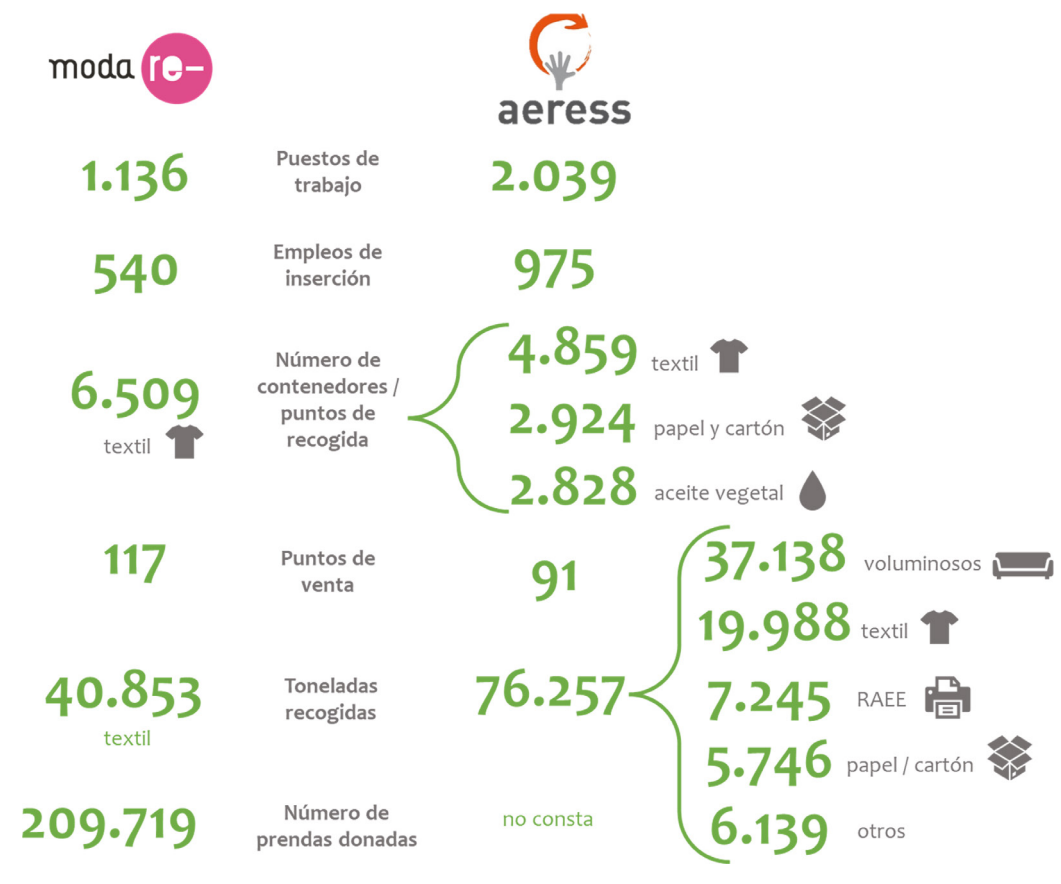 moda re-
aeress
1.136
Puestos de
trabajo
2.039
540
Empleos de
inserción
975
6.509
textil
Número de
contenedores /
puntos de
recogida
4.859 textil
2.924 papel y cartón
2.828 aceite vegetal
117
Puntos de
venta
91
40.853
textil
Toneladas
recogidas
76.257
37.138 voluminosos
19.988 textil
7.245 RAEE
5.746 papel / cartón
6.139 otros
209.719
Número de
prendas donadas
no consta